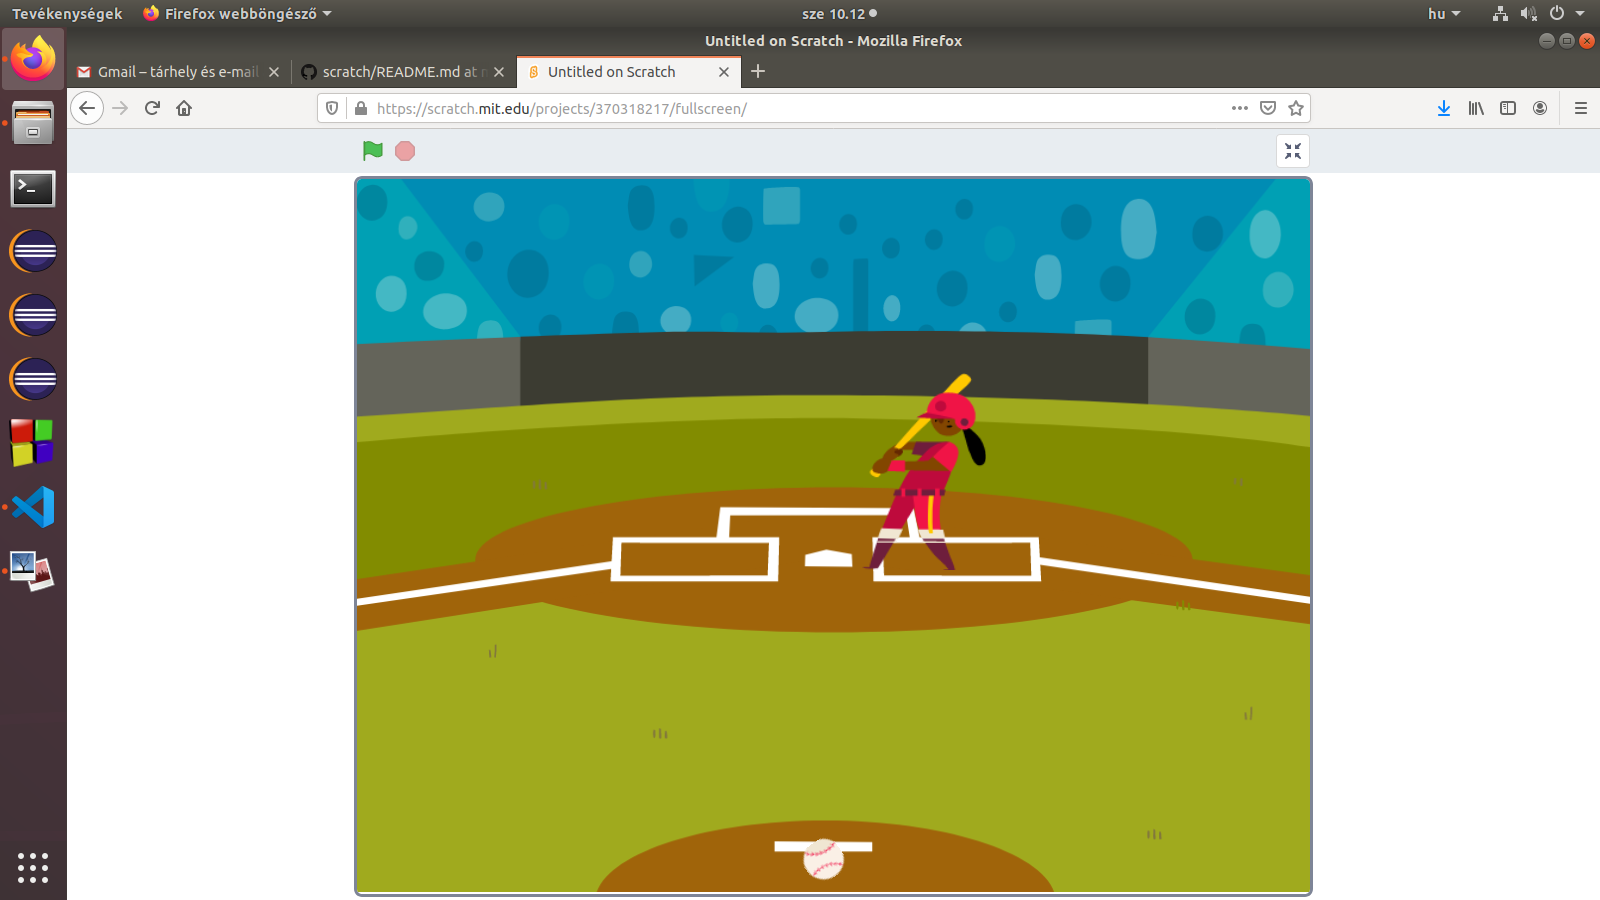 Tevékenységek
Firefox webböngésző
sze 10.12
hu
Untitled on Scratch - Mozilla Firefox
Gmail – tárhely és e-mail
scratch/README.md at
Untitled on Scratch
https://scratch.mit.edu/projects/370318217/fullscreen/